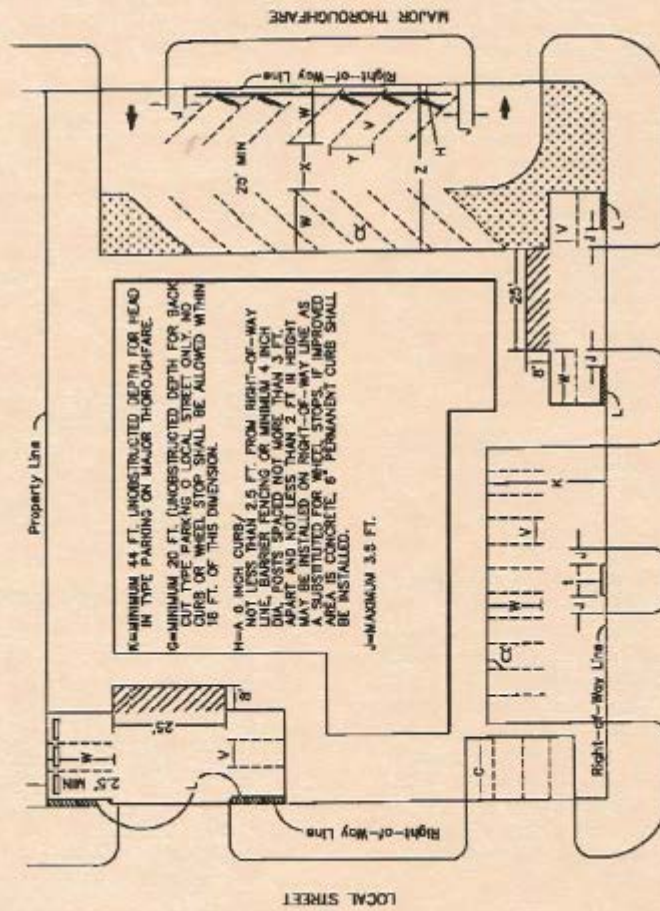 MAJOR THOROUGHFARE
Right-of-Way Line
Property Line
25' MIN
W
X
W
Y
V
Z
H
α
K=MINIMUM 44 FT. UNOBSTRUCTED DEPTH FOR HEAD
IN TYPE PARKING ON MAJOR THOROUGHFARE.
G=MINIMUM 20 FT. (UNOBSTRUCTED DEPTH FOR BACK
OUT TYPE PARKING O LOCAL STREET ONLY. NO
CURB OR WHEEL STOP SHALL BE ALLOWED WITHIN
18 FT. OF THIS DIMENSION.
H=A 6 INCH CURB/
NOT LESS THAN 2.5 FT. FROM RIGHT-OF-WAY
LINE, BARRIER FENCING OR MINIMUM 4 INCH
DIA. POSTS SPACED NOT MORE THAN 3 FT.
APART AND NOT LESS THAN 2 FT IN HEIGHT
MAY BE INSTALLED ON RIGHT-OF-WAY LINE AS
A SUBSTITUTED FOR WHEEL STOPS. IF IMPROVED
AREA IS CONCRETE, 6" PERMANENT CURB SHALL
BE INSTALLED.
J=MAXIMUM 3.5 FT.
25'
8'
W
V
J
J
L
L
K
W
V
α
J
J
Right-of-Way Line
G
2.5' MIN
W
25'
8'
V
L
Right-of-Way Line
LOCAL STREET